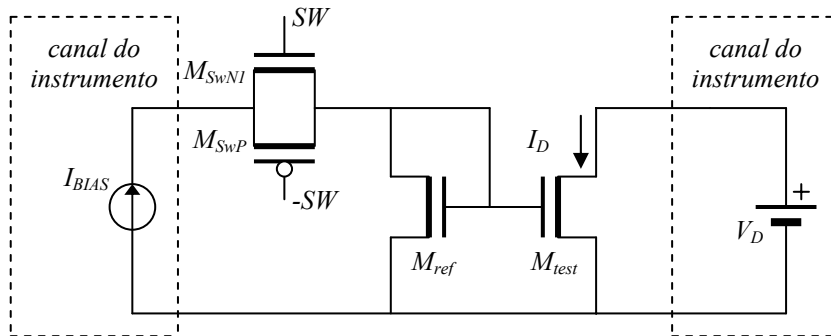 SW
canal do
instrumento
M_SwN1
M_SwP
I_BIAS
-SW
I_D
M_ref
M_test
canal do
instrumento
+
V_D